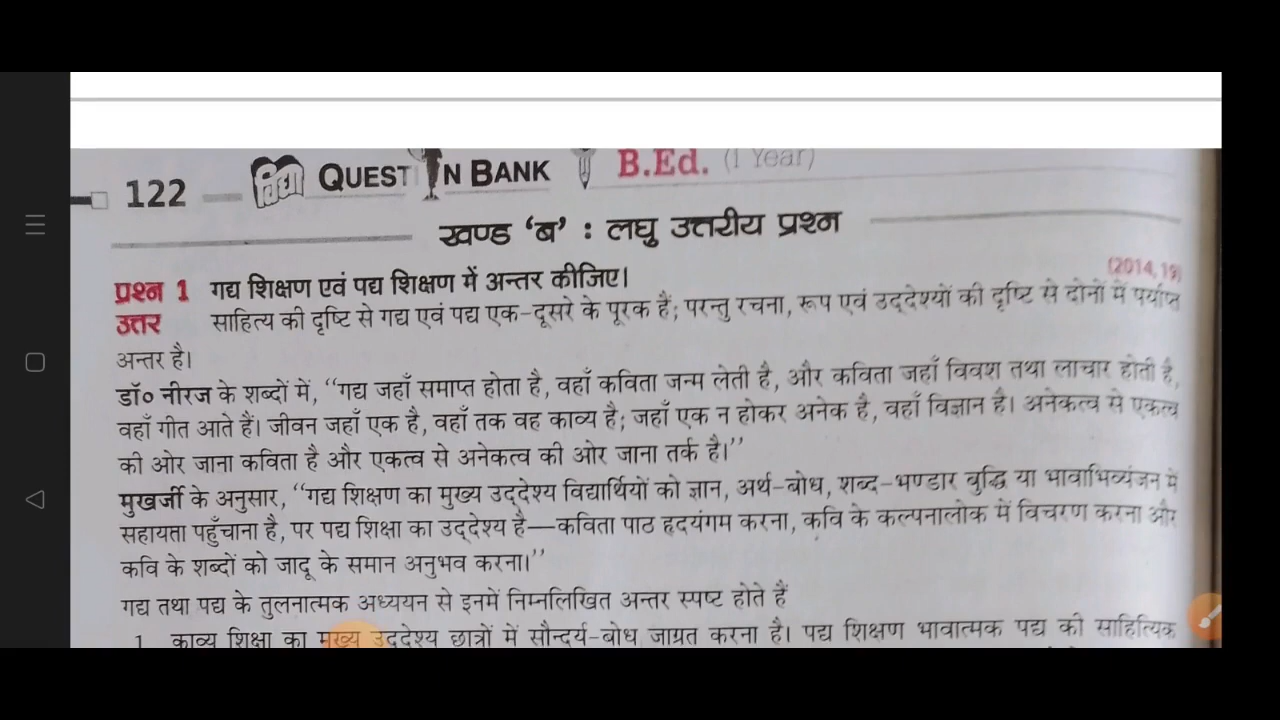 122 विद्या QUESTION BANK B.Ed. (I Year)
खण्ड ‘ब’ : लघु उत्तरीय प्रश्न
(2014, 19)
प्रश्न 1 गद्य शिक्षण एवं पद्य शिक्षण में अन्तर कीजिए।
उत्तर साहित्य की दृष्टि से गद्य एवं पद्य एक-दूसरे के पूरक हैं; परन्तु रचना, रूप एवं उद्देश्यों की दृष्टि से दोनों में पर्याप्त
अन्तर है।
डॉ० नीरज के शब्दों में, ‘‘गद्य जहाँ समाप्त होता है, वहाँ कविता जन्म लेती है, और कविता जहाँ विवश तथा लाचार होती है,
वहाँ गीत आते हैं। जीवन जहाँ एक है, वहाँ तक वह काव्य है; जहाँ एक न होकर अनेक है, वहाँ विज्ञान है। अनेकत्व से एकत्व
की ओर जाना कविता है और एकत्व से अनेकत्व की ओर जाना तर्क है।’’
मुखर्जी के अनुसार, ‘‘गद्य शिक्षण का मुख्य उद्देश्य विद्यार्थियों को ज्ञान, अर्थ-बोध, शब्द-भण्डार वुद्धि या भावाभिव्यंजन में
सहायता पहुँचाना है, पर पद्य शिक्षा का उद्देश्य है—कविता पाठ हृदयंगम करना, कवि के कल्पनालोक में विचरण करना और
कवि के शब्दों को जादू के समान अनुभव करना।’’
गद्य तथा पद्य के तुलनात्मक अध्ययन से इनमें निम्नलिखित अन्तर स्पष्ट होते हैं
1. काव्य शिक्षा का मुख्य उद्देश्य छात्रों में सौन्दर्य-बोध जाग्रत करना है। पद्य शिक्षण भावात्मक पद्य की साहित्यिक